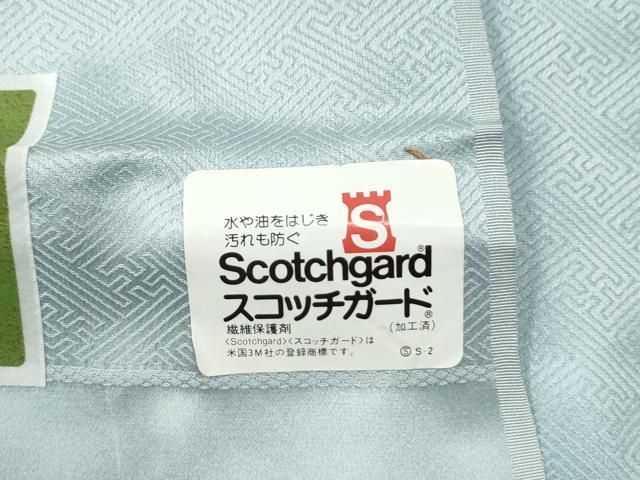 水や油をはじき
汚れも防ぐ
S
Scotchgard®
スコッチガード®
繊維保護剤
(加工済)
〈Scotchgard〉〈スコッチガード〉は
米国3M社の登録商標です。
Ⓢ S-2